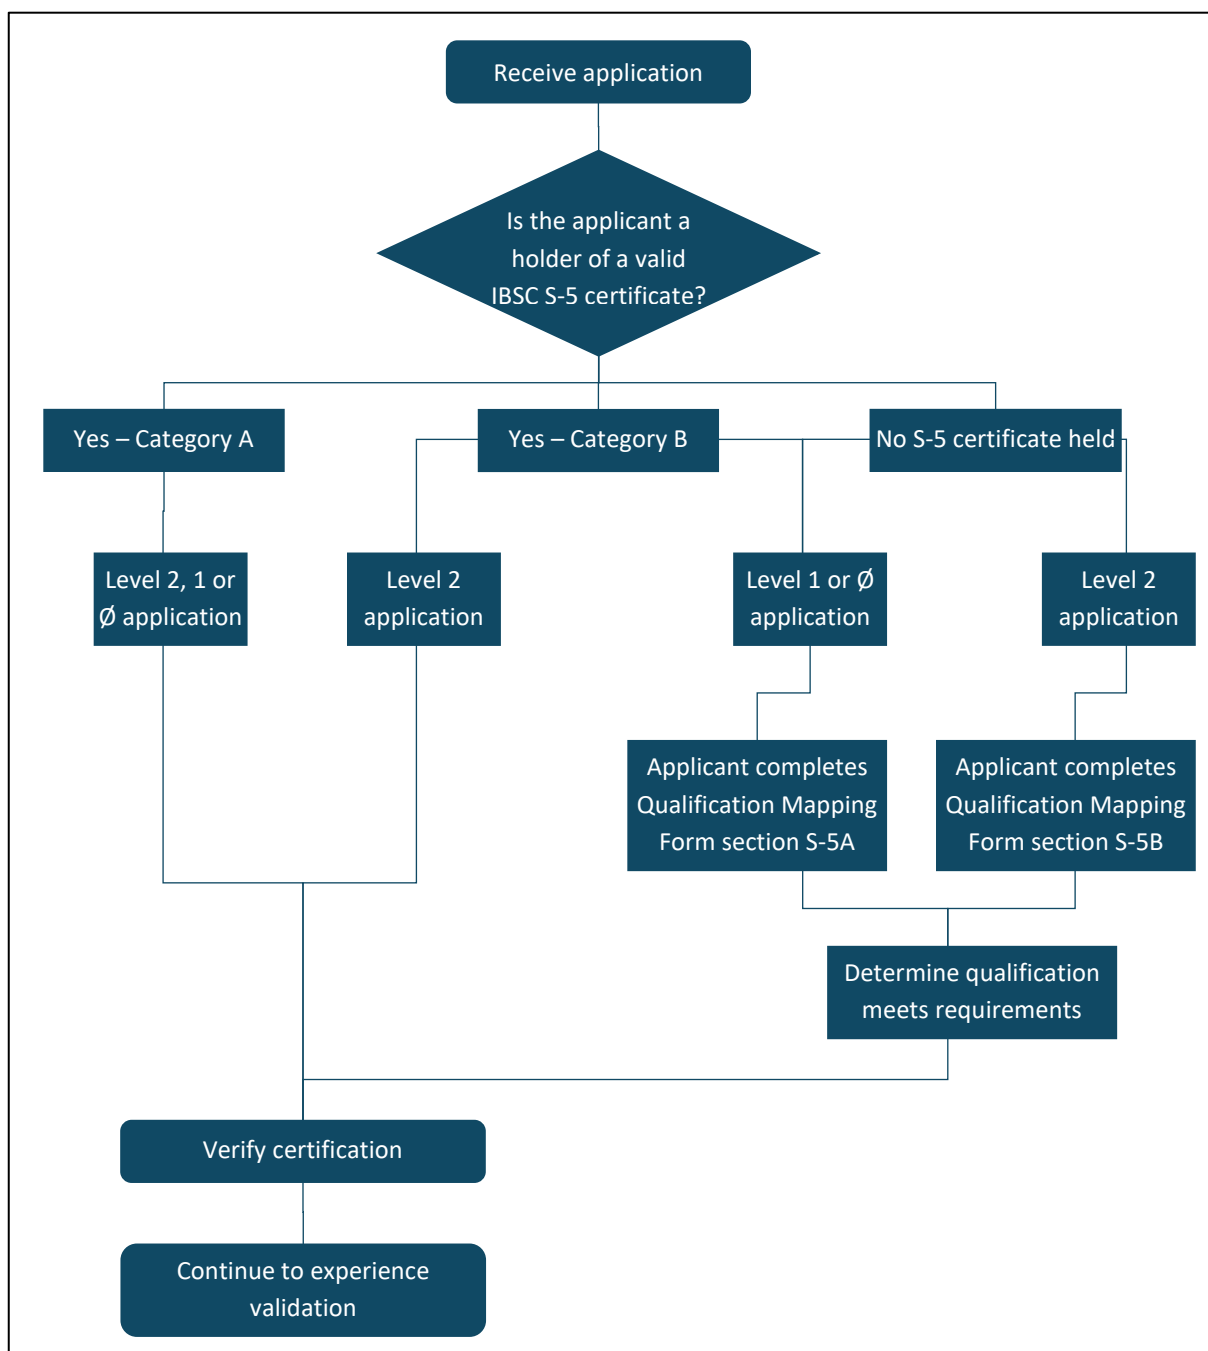 Receive application
Is the applicant a
holder of a valid
IBSC S-5 certificate?
Yes – Category A
Yes – Category B
No S-5 certificate held
Level 2, 1 or
Ø application
Level 2
application
Level 1 or Ø
application
Level 2
application
Applicant completes
Qualification Mapping
Form section S-5A
Applicant completes
Qualification Mapping
Form section S-5B
Determine qualification
meets requirements
Verify certification
Continue to experience
validation